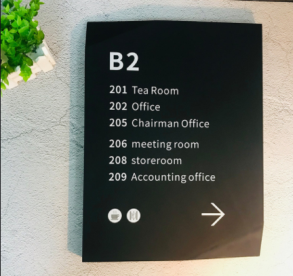 B2
201 Tea Room
202 Office
205 Chairman Office
206 meeting room
208 storeroom
209 Accounting office